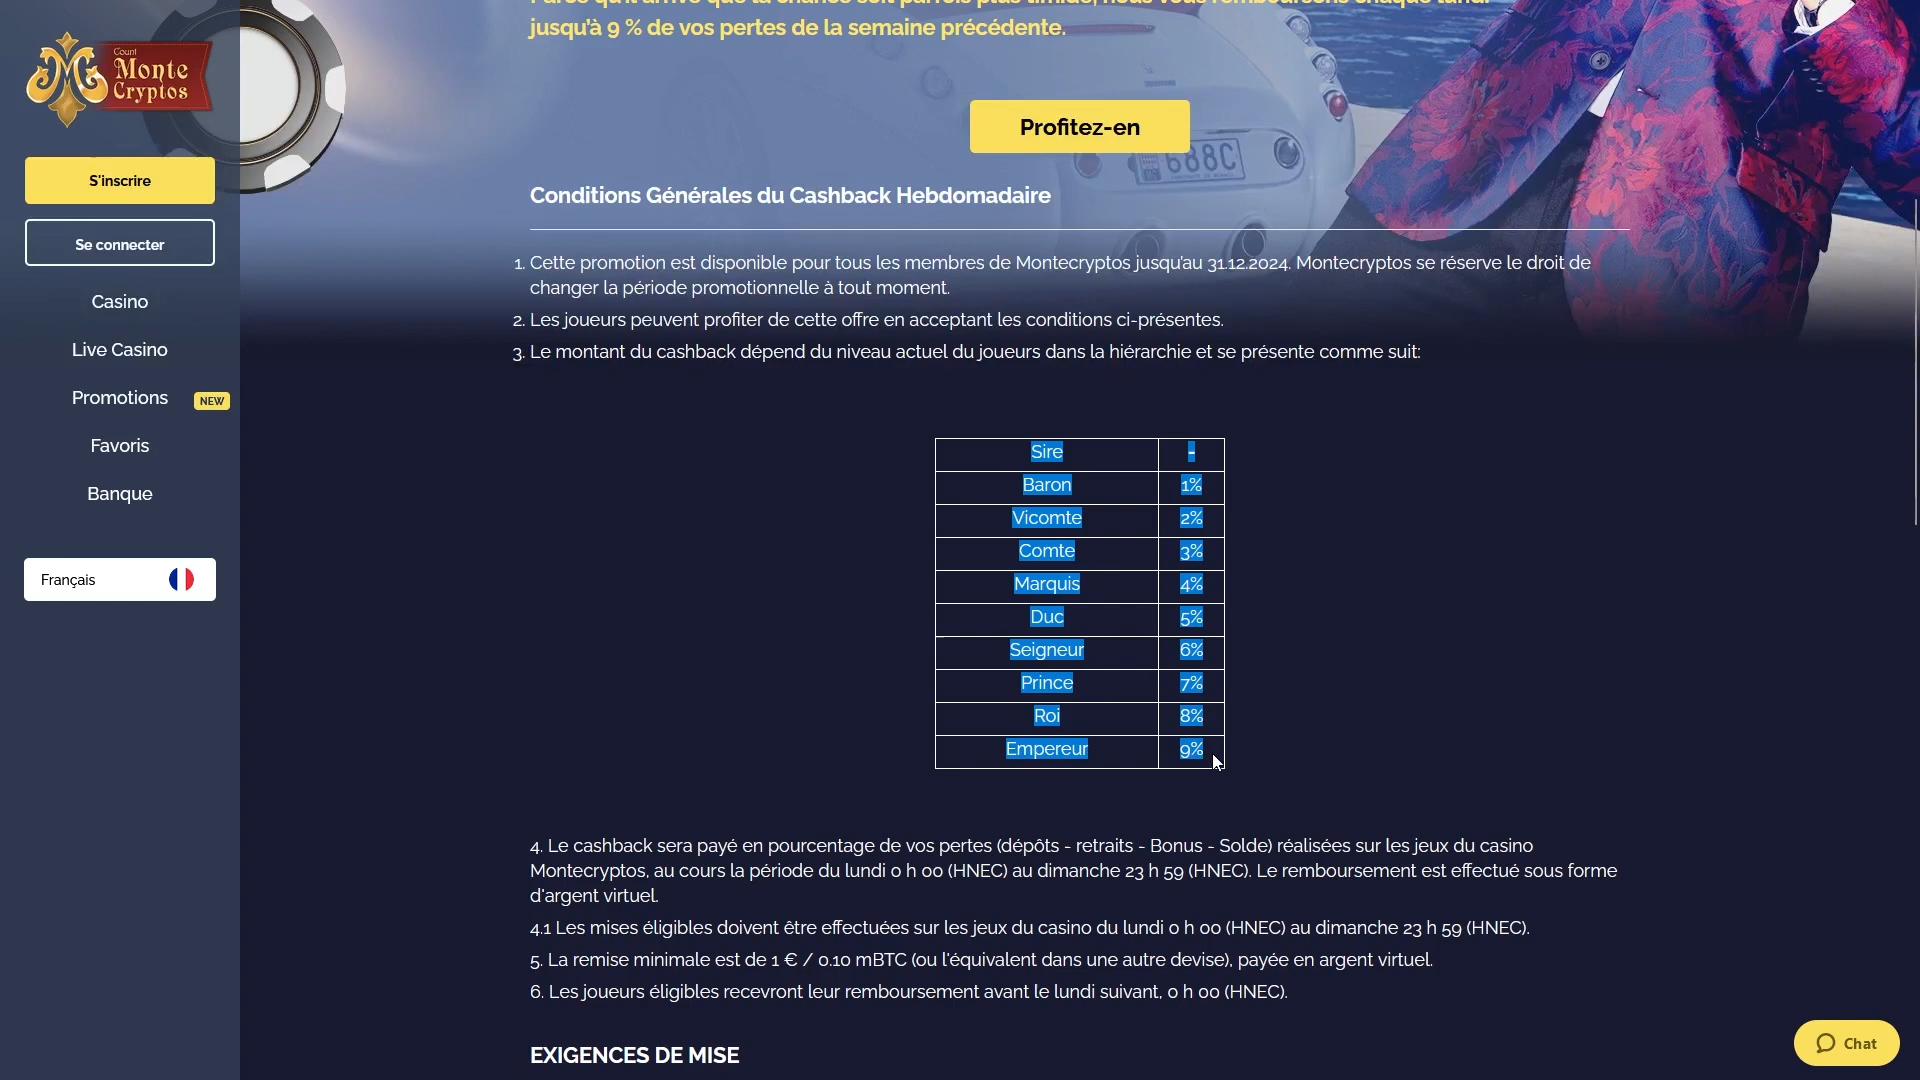 jusqu'à 9 % de vos pertes de la semaine précédente.
Count
Monte
Cryptos
688C
Profitez-en
S'inscrire
Se connecter
Casino
Live Casino
Promotions NEW
Favoris
Banque
Français
Conditions Générales du Cashback Hebdomadaire
1. Cette promotion est disponible pour tous les membres de Montecryptos jusqu'au 31.12.2024. Montecryptos se réserve le droit de
changer la période promotionnelle à tout moment.
2. Les joueurs peuvent profiter de cette offre en acceptant les conditions ci-présentes.
3. Le montant du cashback dépend du niveau actuel du joueurs dans la hiérarchie et se présente comme suit:
Sire -
Baron 1%
Vicomte 2%
Comte 3%
Marquis 4%
Duc 5%
Seigneur 6%
Prince 7%
Roi 8%
Empereur 9%
4. Le cashback sera payé en pourcentage de vos pertes (dépôts - retraits - Bonus - Solde) réalisées sur les jeux du casino
Montecryptos, au cours la période du lundi 0 h 00 (HNEC) au dimanche 23 h 59 (HNEC). Le remboursement est effectué sous forme
d'argent virtuel.
4.1 Les mises éligibles doivent être effectuées sur les jeux du casino du lundi 0 h 00 (HNEC) au dimanche 23 h 59 (HNEC).
5. La remise minimale est de 1 € / 0.10 mBTC (ou l'équivalent dans une autre devise), payée en argent virtuel.
6. Les joueurs éligibles recevront leur remboursement avant le lundi suivant, 0 h 00 (HNEC).
EXIGENCES DE MISE
Chat